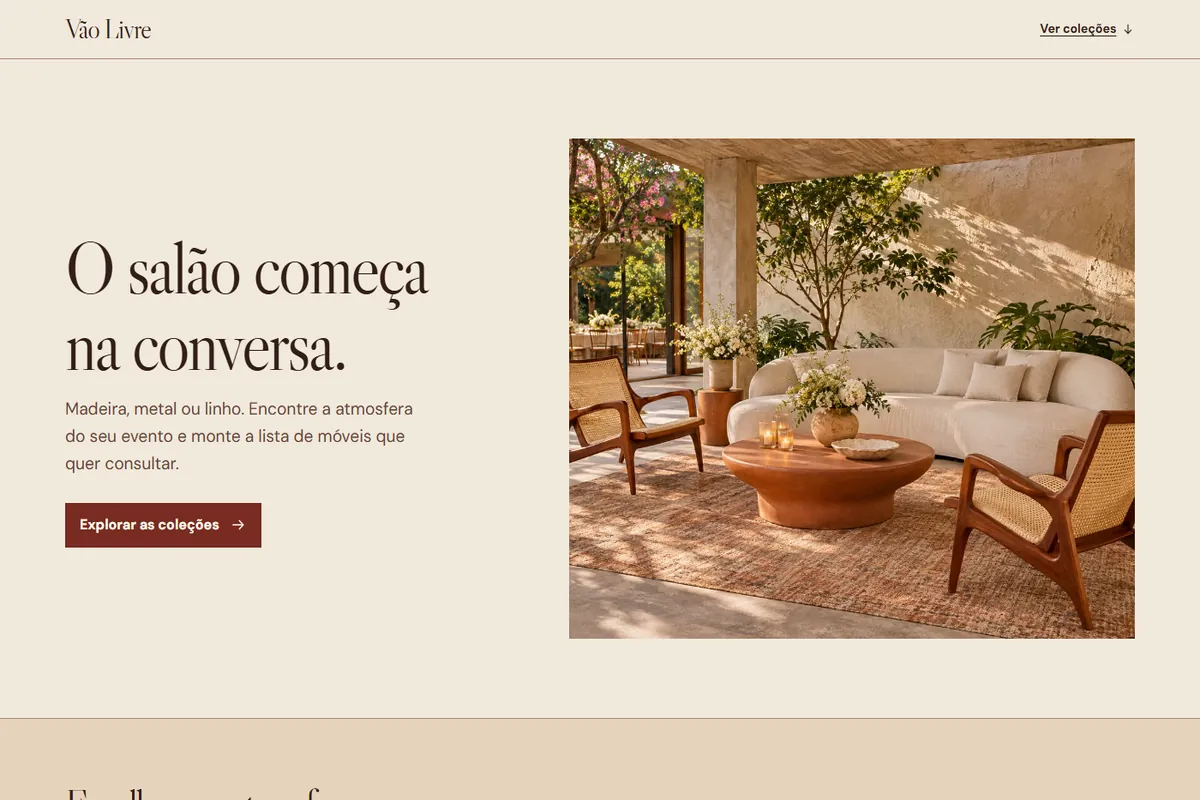 Vão Livre
Ver coleções ↓
O salão começa
na conversa.
Madeira, metal ou linho. Encontre a atmosfera
do seu evento e monte a lista de móveis que
quer consultar.
Explorar as coleções →